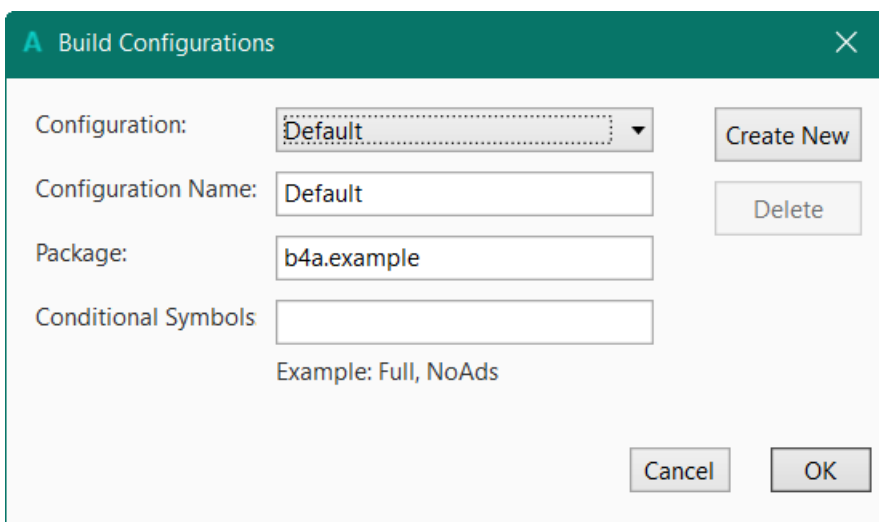 A Build Configurations
Configuration: Default Create New
Configuration Name: Default Delete
Package: b4a.example
Conditional Symbols
Example: Full, NoAds
Cancel OK